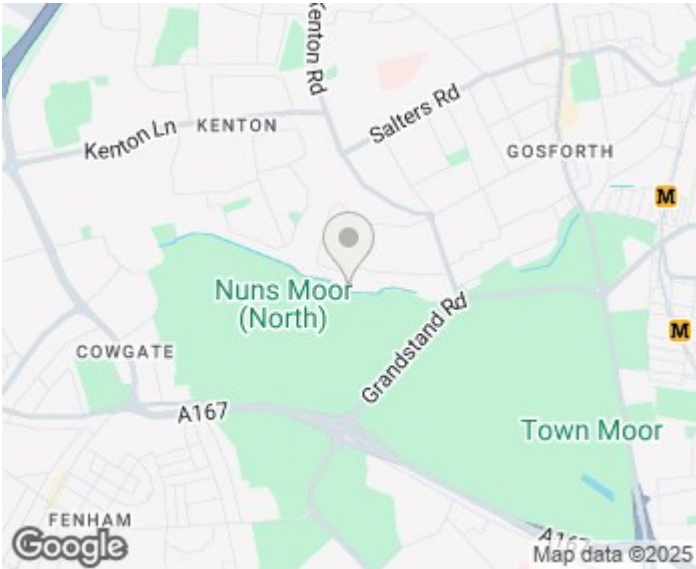 Kenton Rd
Salters Rd
Kenton Ln
KENTON
GOSFORTH
M
Nuns Moor
(North)
Grandstand Rd
M
COWGATE
A167
Town Moor
FENHAM
A167
Google
Map data ©2025